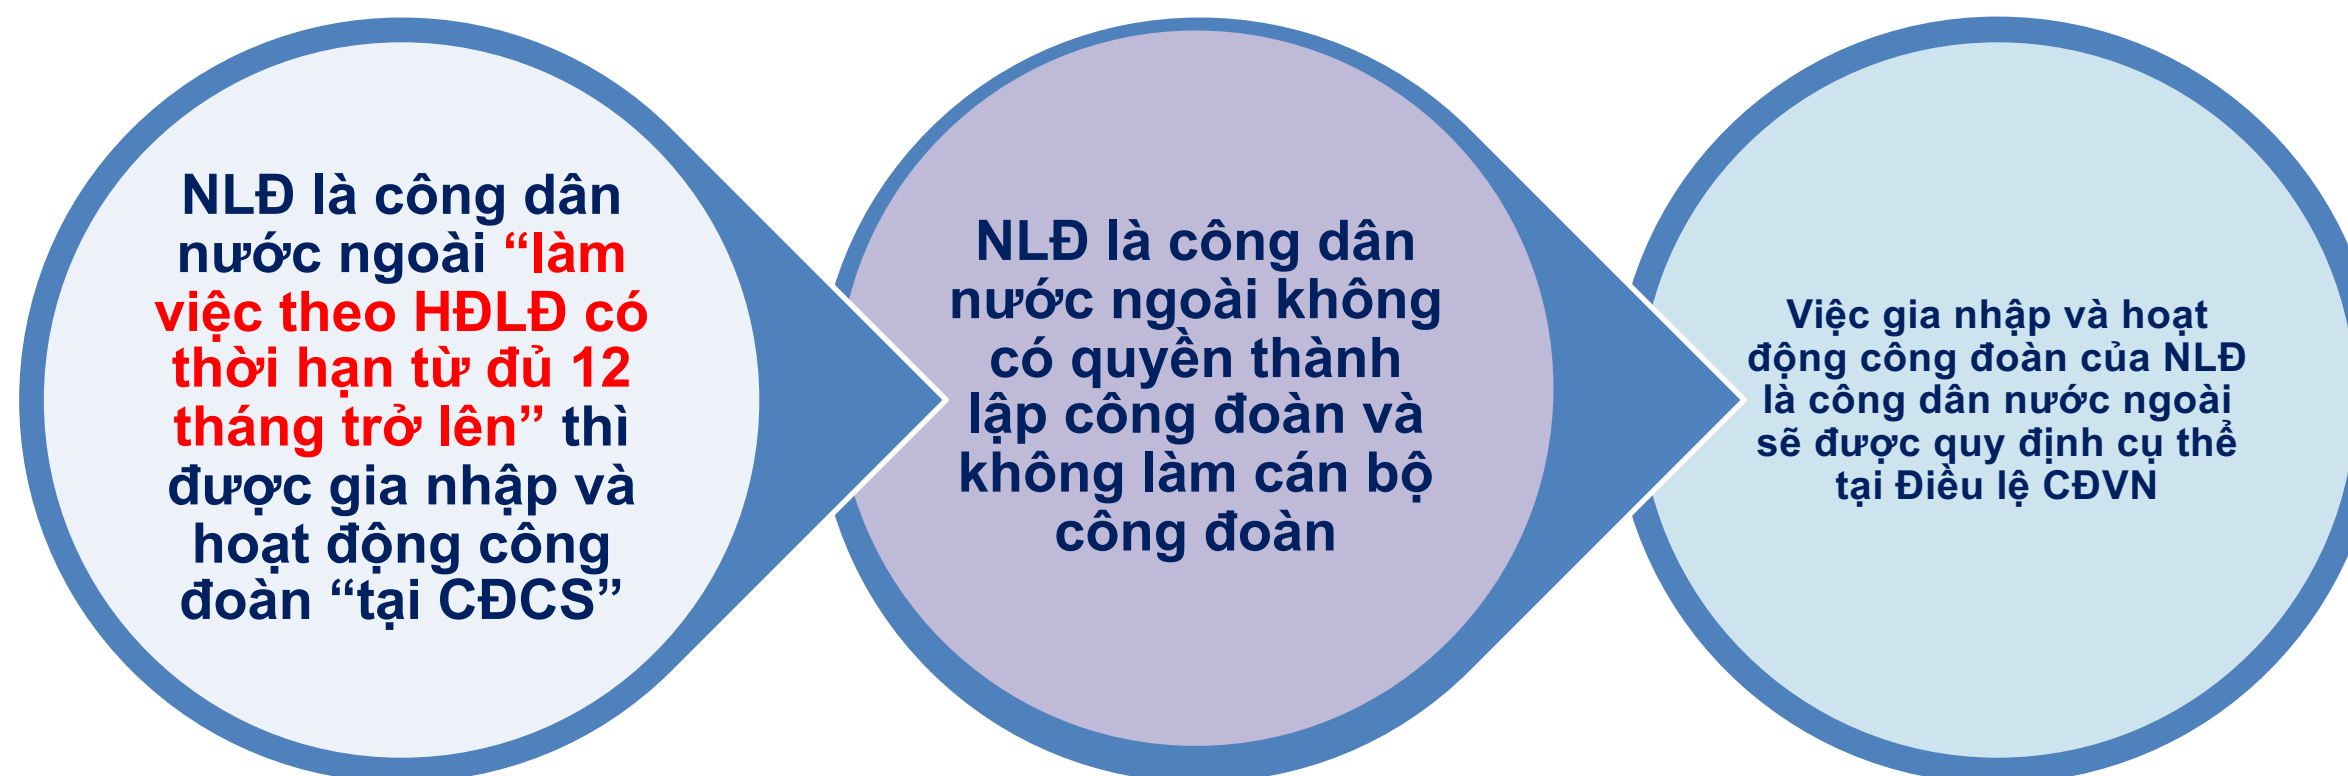 NLĐ là công dân
nước ngoài “làm
việc theo HĐLĐ có
thời hạn từ đủ 12
tháng trở lên” thì
được gia nhập và
hoạt động công
đoàn “tại CĐCS”
NLĐ là công dân
nước ngoài không
có quyền thành
lập công đoàn và
không làm cán bộ
công đoàn
Việc gia nhập và hoạt
động công đoàn của NLĐ
là công dân nước ngoài
sẽ được quy định cụ thể
tại Điều lệ CĐVN